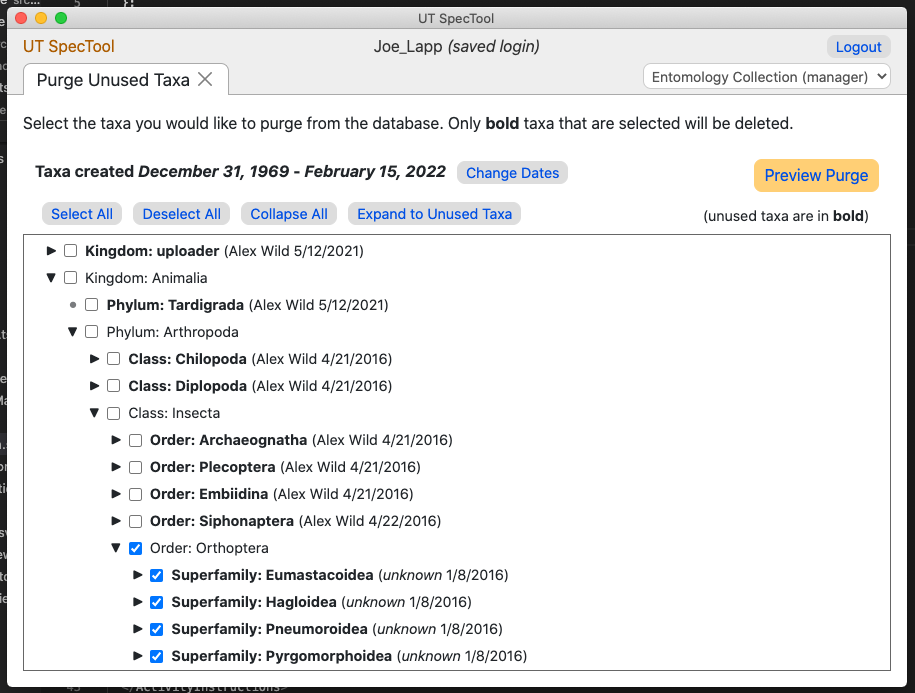 UT SpecTool
UT SpecTool
Joe_Lapp (saved login)
Logout
Purge Unused Taxa
Entomology Collection (manager)
Select the taxa you would like to purge from the database. Only bold taxa that are selected will be deleted.
Taxa created December 31, 1969 - February 15, 2022
Change Dates
Preview Purge
Select All
Deselect All
Collapse All
Expand to Unused Taxa
(unused taxa are in bold)
Kingdom: uploader (Alex Wild 5/12/2021)
Kingdom: Animalia
Phylum: Tardigrada (Alex Wild 5/12/2021)
Phylum: Arthropoda
Class: Chilopoda (Alex Wild 4/21/2016)
Class: Diplopoda (Alex Wild 4/21/2016)
Class: Insecta
Order: Archaeognatha (Alex Wild 4/21/2016)
Order: Plecoptera (Alex Wild 4/21/2016)
Order: Embiidina (Alex Wild 4/21/2016)
Order: Siphonaptera (Alex Wild 4/22/2016)
Order: Orthoptera
Superfamily: Eumastacoidea (unknown 1/8/2016)
Superfamily: Hagloidea (unknown 1/8/2016)
Superfamily: Pneumoroidea (unknown 1/8/2016)
Superfamily: Pyrgomorphoidea (unknown 1/8/2016)